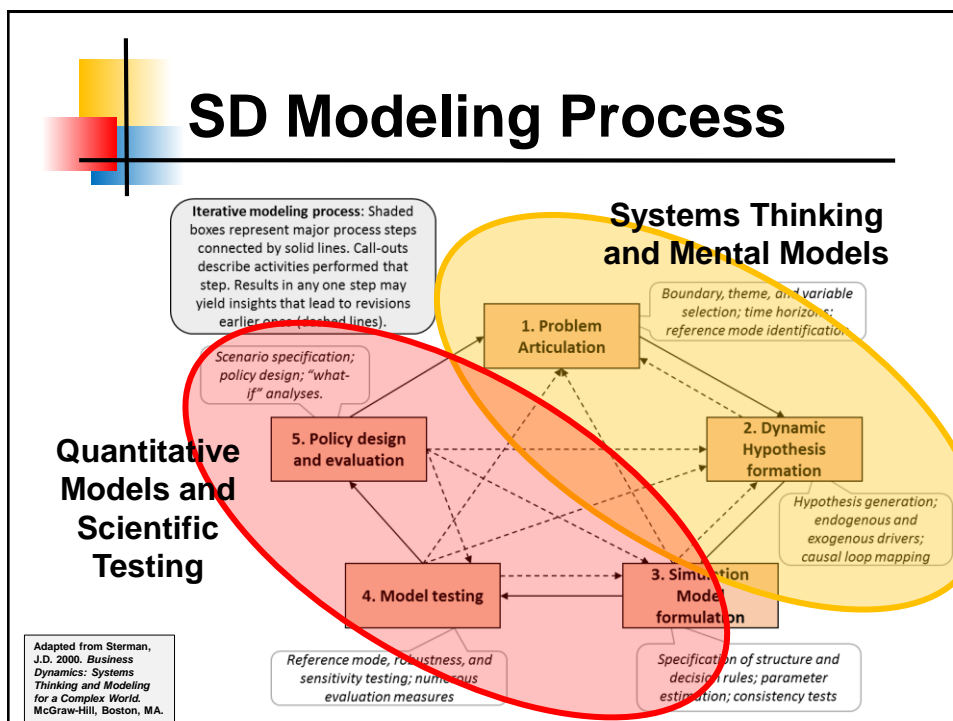 SD Modeling Process
Iterative modeling process: Shaded
boxes represent major process steps
connected by solid lines. Call-outs
describe activities performed that
step. Results in any one step may
yield insights that lead to revisions
earlier ones (dashed lines).
Systems Thinking
and Mental Models
Boundary, theme, and variable
selection; time horizons;
reference mode identification
1. Problem
Articulation
Scenario specification;
policy design; “what-
if” analyses.
5. Policy design
and evaluation
2. Dynamic
Hypothesis
formation
Quantitative
Models and
Scientific
Testing
Hypothesis generation;
endogenous and
exogenous drivers;
causal loop mapping
4. Model testing
3. Simulation
Model
formulation
Reference mode, robustness, and
sensitivity testing; numerous
evaluation measures
Specification of structure and
decision rules; parameter
estimation; consistency tests
Adapted from Sterman,
J.D. 2000. Business
Dynamics: Systems
Thinking and Modeling
for a Complex World.
McGraw-Hill, Boston, MA.